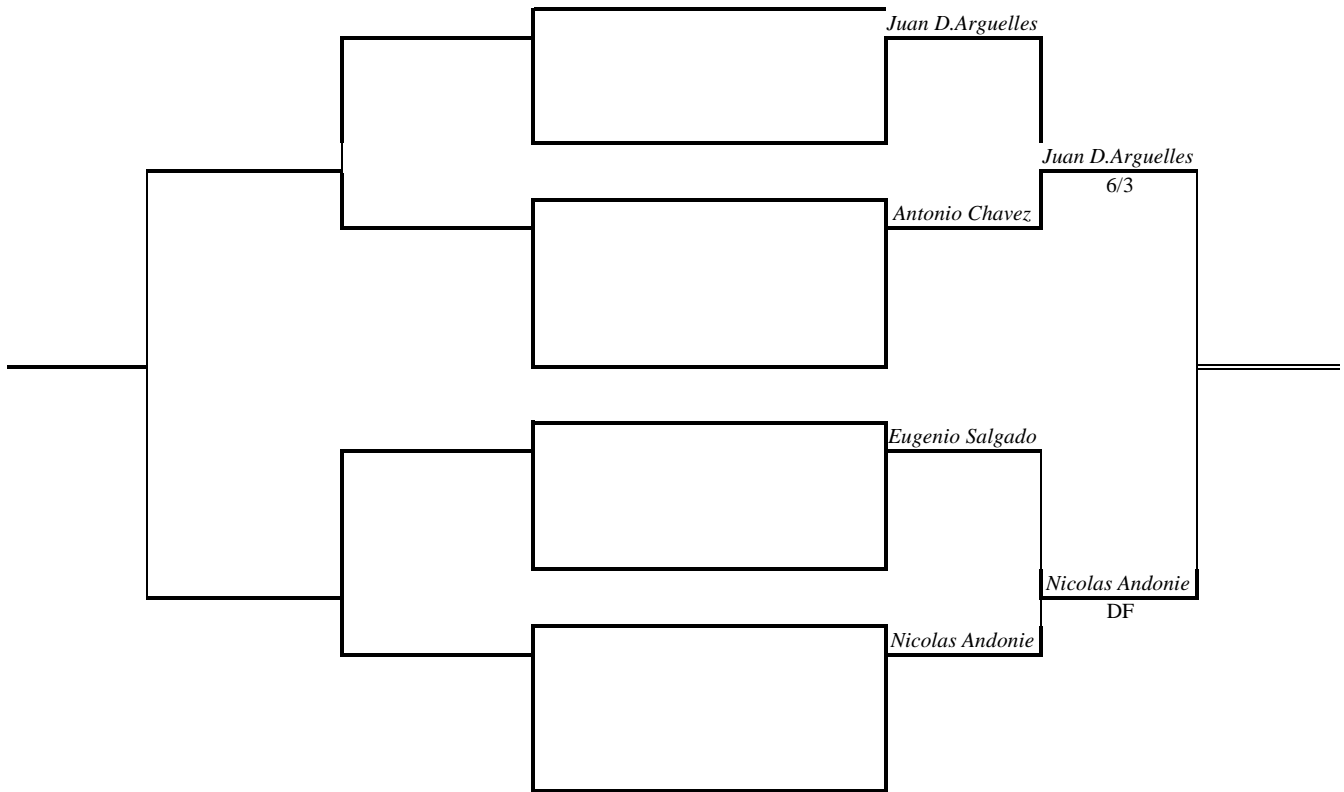 Juan D.Arguelles
Juan D.Arguelles
6/3
Antonio Chavez
Eugenio Salgado
Nicolas Andonie
DF
Nicolas Andonie